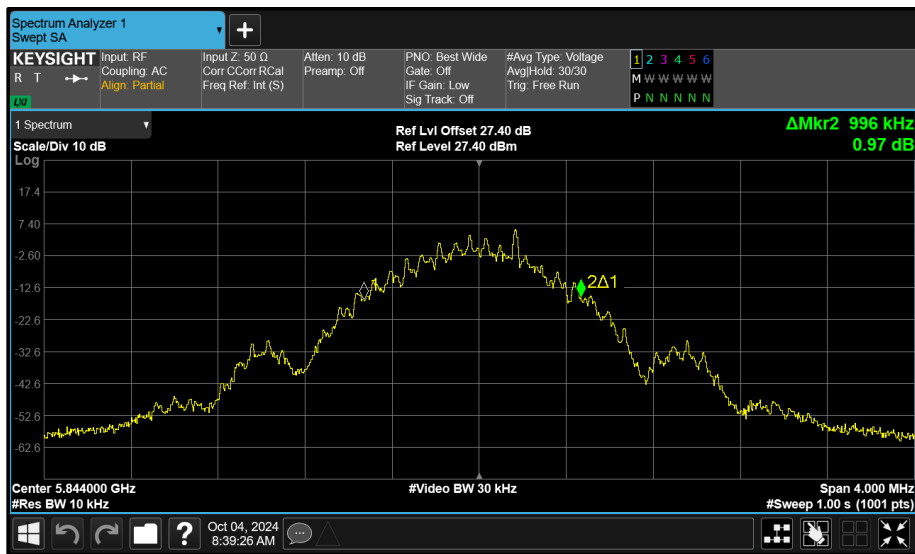 Spectrum Analyzer 1
Swept SA
KEYSIGHT
R T
LXI
Input: RF
Coupling: AC
Align: Partial
Input Z: 50 Ω
Corr CCorr RCal
Freq Ref: Int (S)
Atten: 10 dB
Preamp: Off
PNO: Best Wide
Gate: Off
IF Gain: Low
Sig Track: Off
#Avg Type: Voltage
Avg|Hold: 30/30
Trig: Free Run
1 2 3 4 5 6
M W W W W W
P N N N N N
1 Spectrum
Scale/Div 10 dB
Log
Ref Lvl Offset 27.40 dB
Ref Level 27.40 dBm
ΔMkr2 996 kHz
0.97 dB
17.4
7.40
-2.60
-12.6
-22.6
-32.6
-42.6
-52.6
-62.6
2Δ1
Center 5.844000 GHz
#Res BW 10 kHz
#Video BW 30 kHz
Span 4.000 MHz
#Sweep 1.00 s (1001 pts)
?
Oct 04, 2024
8:39:26 AM